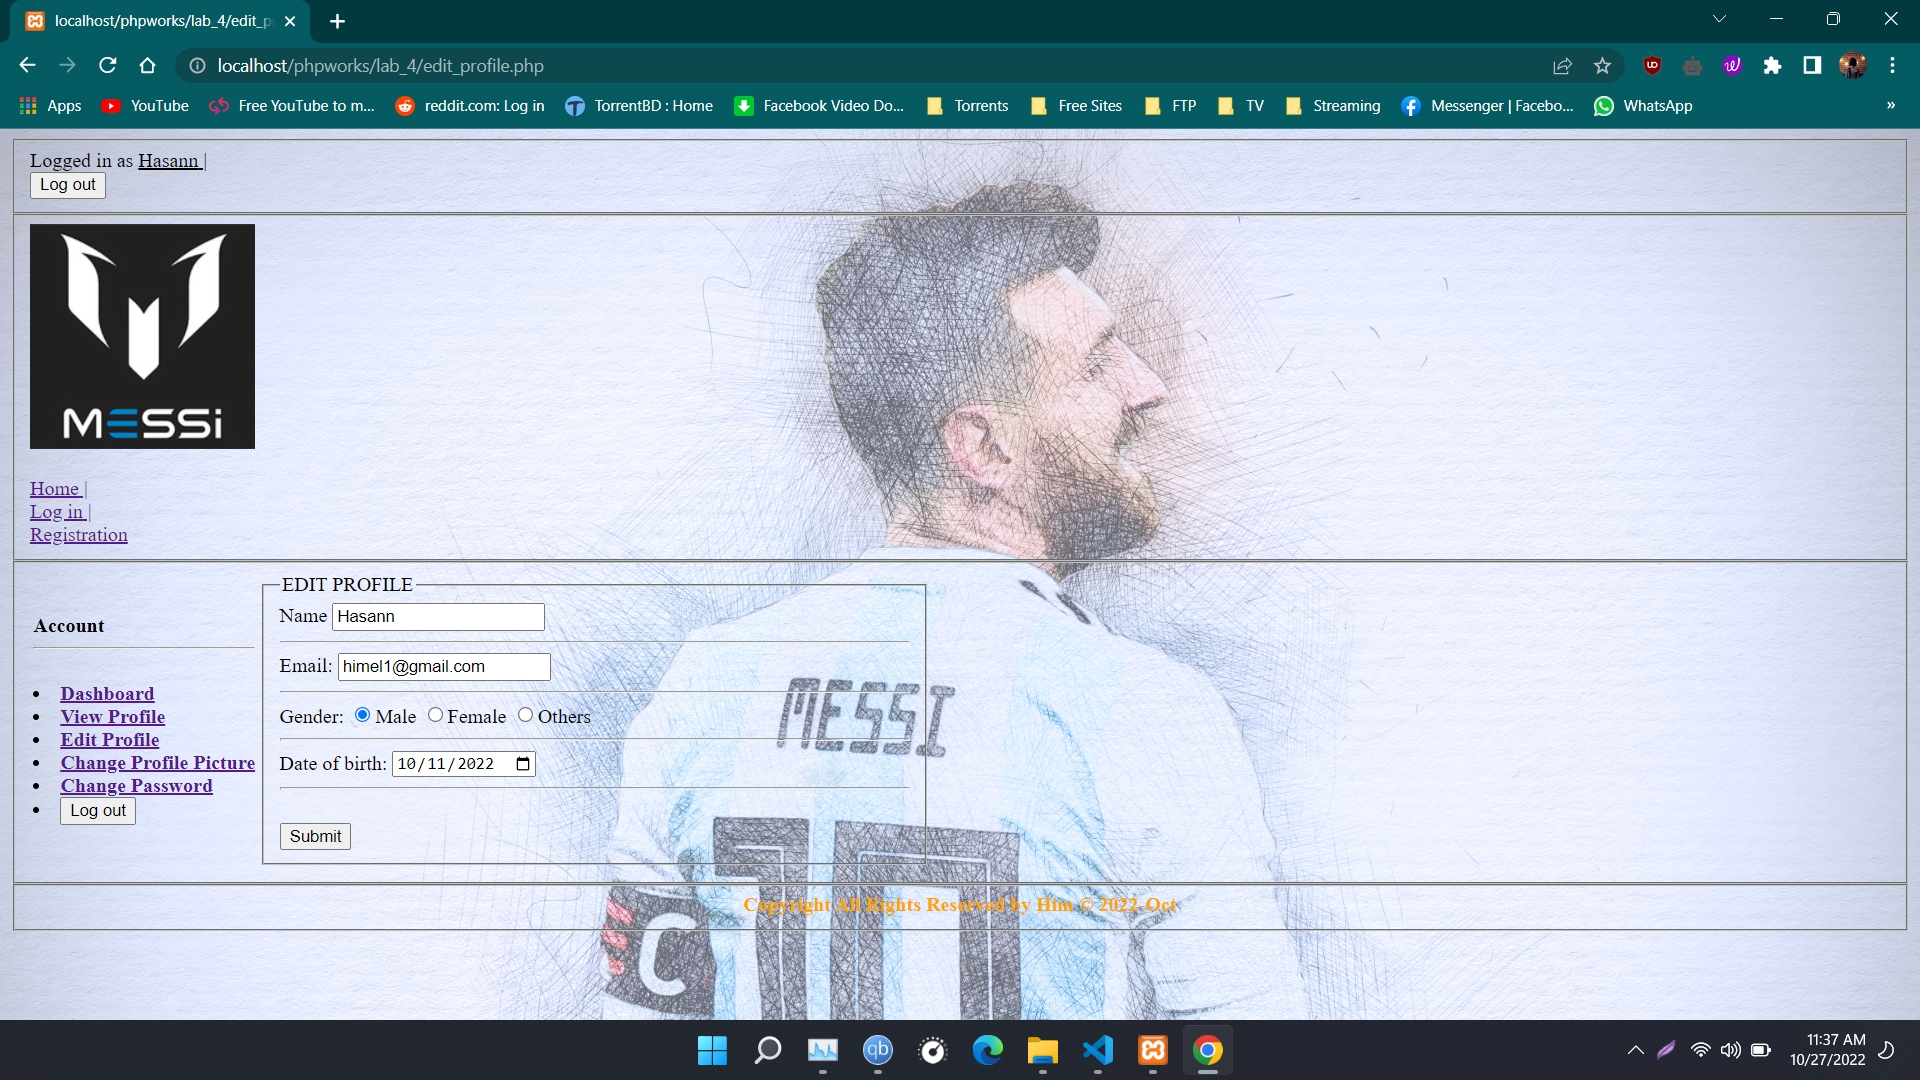 localhost/phpworks/lab_4/edit_p
localhost/phpworks/lab_4/edit_profile.php
Apps YouTube Free YouTube to m... reddit.com: Log in TorrentBD : Home Facebook Video Do... Torrents Free Sites FTP TV Streaming Messenger | Facebo... WhatsApp »
Logged in as Hasann |
Log out
MESSi
Home |
Log in |
Registration
EDIT PROFILE
Name Hasann
Account
Email: himel1@gmail.com
MESSI
Dashboard
View Profile
Gender: Male Female Others
Edit Profile
Change Profile Picture
Date of birth: 10/11/2022
Change Password
Log out
Submit
10
Copyright All Rights Reserved by Him © 2022-Oct
C
qb
11:37 AM
10/27/2022